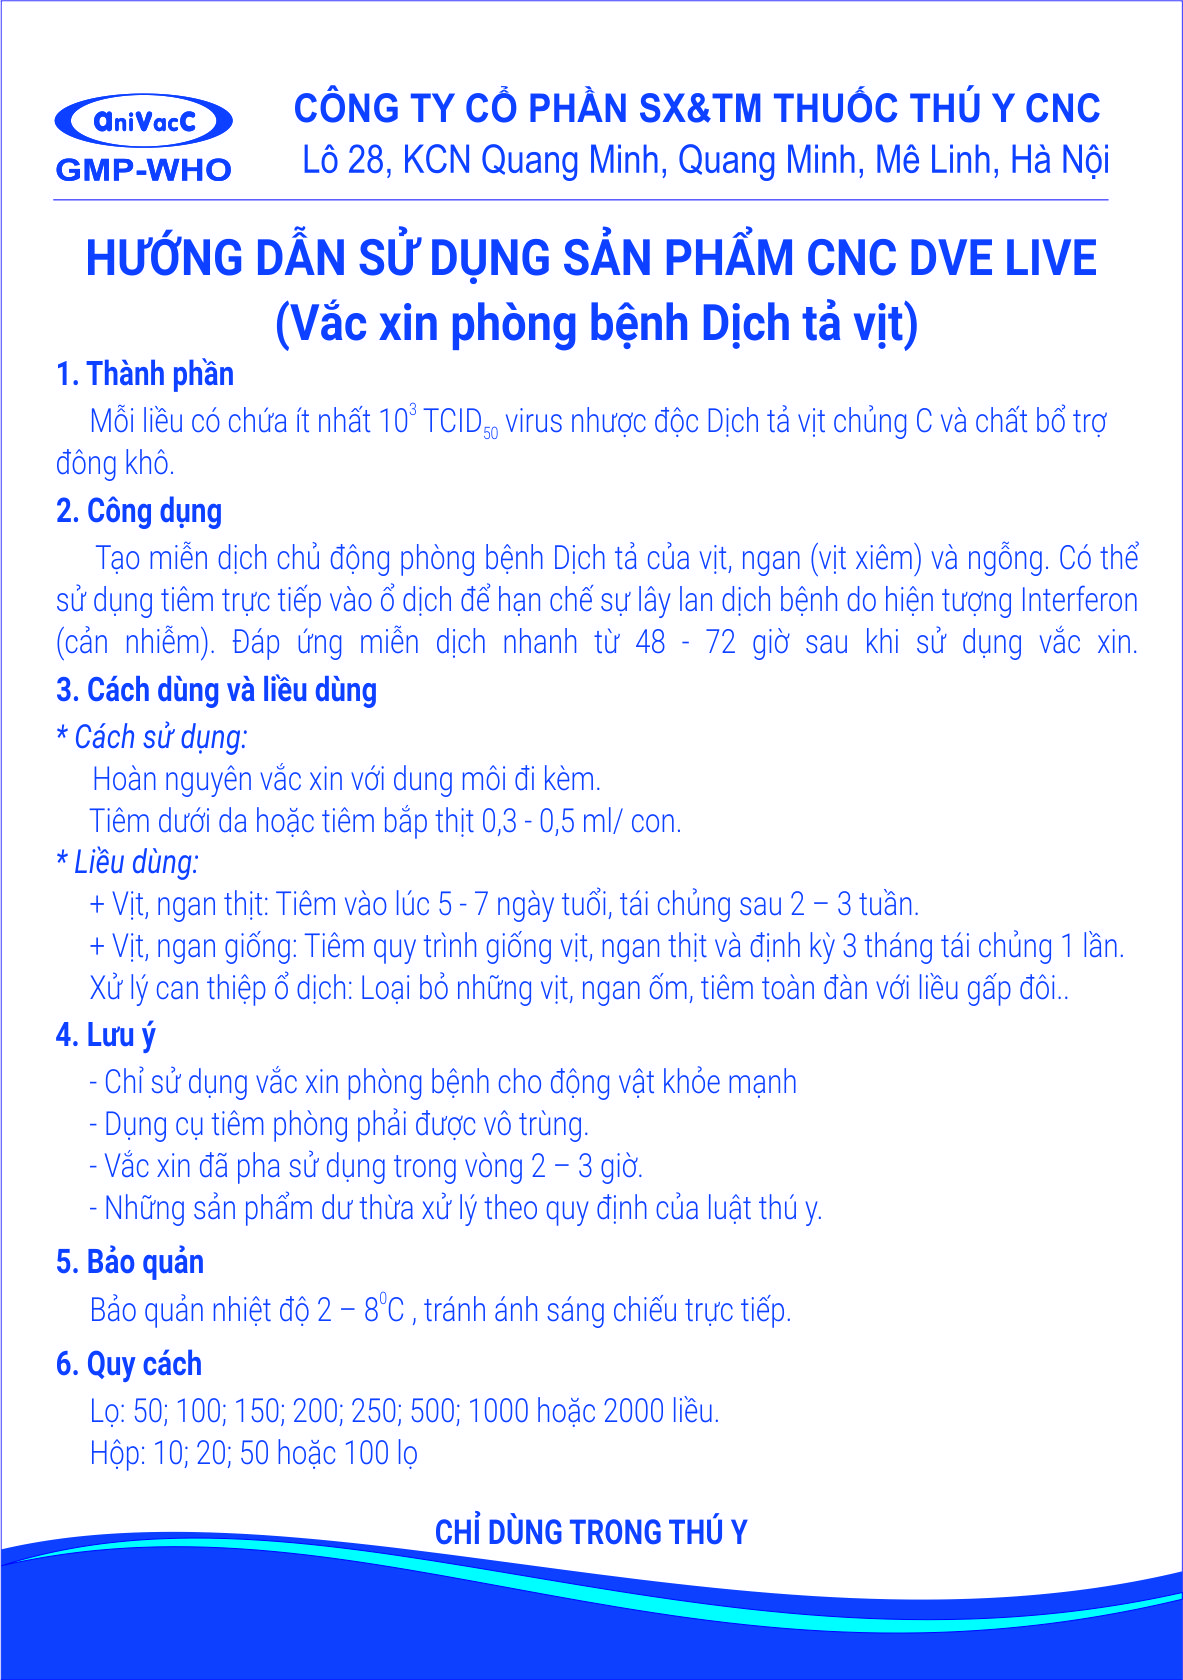 aniVacC
GMP-WHO
CÔNG TY CỔ PHẦN SX&TM THUỐC THÚ Y CNC
Lô 28, KCN Quang Minh, Quang Minh, Mê Linh, Hà Nội
HƯỚNG DẪN SỬ DỤNG SẢN PHẨM CNC DVE LIVE
(Vắc xin phòng bệnh Dịch tả vịt)
1. Thành phần
Mỗi liều có chứa ít nhất 10³ TCID₅₀ virus nhược độc Dịch tả vịt chủng C và chất bổ trợ
đông khô.
2. Công dụng
Tạo miễn dịch chủ động phòng bệnh Dịch tả của vịt, ngan (vịt xiêm) và ngỗng. Có thể
sử dụng tiêm trực tiếp vào ổ dịch để hạn chế sự lây lan dịch bệnh do hiện tượng Interferon
(cản nhiễm). Đáp ứng miễn dịch nhanh từ 48 - 72 giờ sau khi sử dụng vắc xin.
3. Cách dùng và liều dùng
* Cách sử dụng:
Hoàn nguyên vắc xin với dung môi đi kèm.
Tiêm dưới da hoặc tiêm bắp thịt 0,3 - 0,5 ml/ con.
* Liều dùng:
+ Vịt, ngan thịt: Tiêm vào lúc 5 - 7 ngày tuổi, tái chủng sau 2 – 3 tuần.
+ Vịt, ngan giống: Tiêm quy trình giống vịt, ngan thịt và định kỳ 3 tháng tái chủng 1 lần.
Xử lý can thiệp ổ dịch: Loại bỏ những vịt, ngan ốm, tiêm toàn đàn với liều gấp đôi..
4. Lưu ý
- Chỉ sử dụng vắc xin phòng bệnh cho động vật khỏe mạnh
- Dụng cụ tiêm phòng phải được vô trùng.
- Vắc xin đã pha sử dụng trong vòng 2 – 3 giờ.
- Những sản phẩm dư thừa xử lý theo quy định của luật thú y.
5. Bảo quản
Bảo quản nhiệt độ 2 – 8⁰C , tránh ánh sáng chiếu trực tiếp.
6. Quy cách
Lọ: 50; 100; 150; 200; 250; 500; 1000 hoặc 2000 liều.
Hộp: 10; 20; 50 hoặc 100 lọ
CHỈ DÙNG TRONG THÚ Y